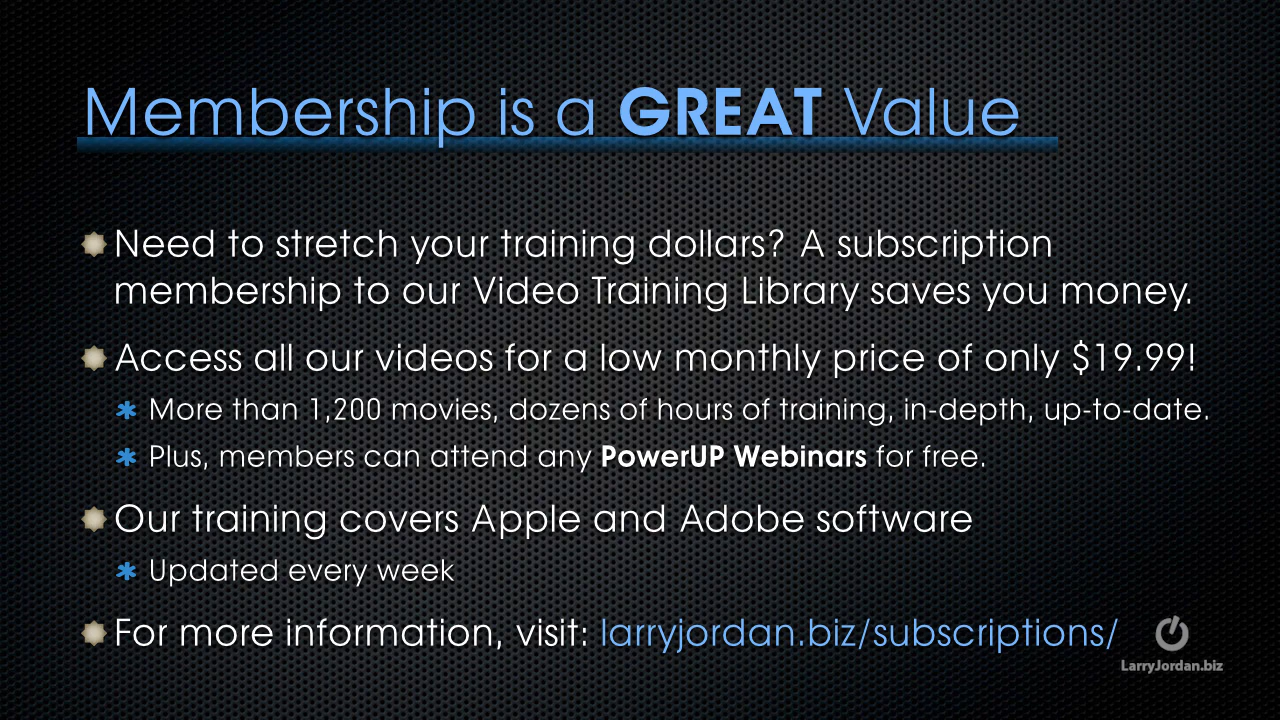 Membership is a GREAT Value
Need to stretch your training dollars? A subscription
membership to our Video Training Library saves you money.
Access all our videos for a low monthly price of only $19.99!
More than 1,200 movies, dozens of hours of training, in-depth, up-to-date.
Plus, members can attend any PowerUP Webinars for free.
Our training covers Apple and Adobe software
Updated every week
For more information, visit: larryjordan.biz/subscriptions/
LarryJordan.biz